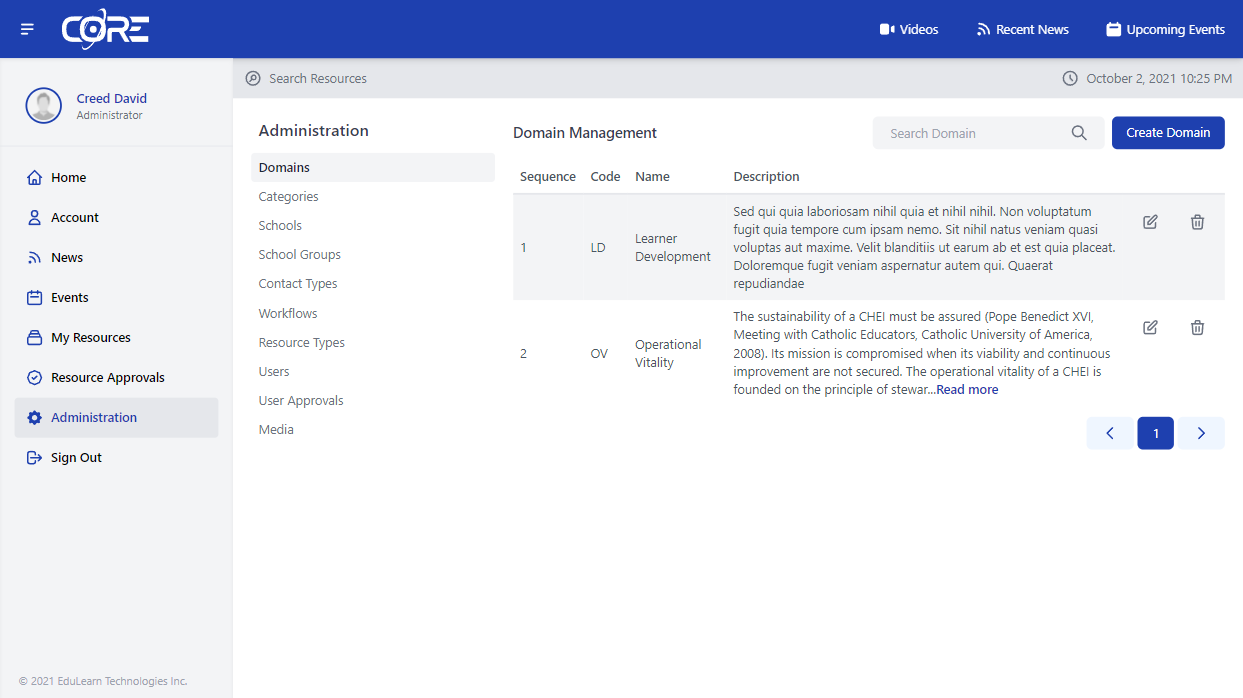 CORE
Videos
Recent News
Upcoming Events
Creed David
Administrator
Home
Account
News
Events
My Resources
Resource Approvals
Administration
Sign Out
© 2021 EduLearn Technologies Inc.
Search Resources
October 2, 2021 10:25 PM
Administration
Domains
Categories
Schools
School Groups
Contact Types
Workflows
Resource Types
Users
User Approvals
Media
Domain Management
Search Domain
Create Domain
Sequence Code Name Description
1 LD Learner Development
Sed qui quia laboriosam nihil quia et nihil nihil. Non voluptatum
fugit quia tempore cum ipsam nemo. Sit nihil natus veniam quasi
voluptas aut maxime. Velit blanditiis ut earum ab et est quia placeat.
Doloremque fugit veniam aspernatur autem qui. Quaerat
repudiandae
2 OV Operational Vitality
The sustainability of a CHEI must be assured (Pope Benedict XVI,
Meeting with Catholic Educators, Catholic University of America,
2008). Its mission is compromised when its viability and continuous
improvement are not secured. The operational vitality of a CHEI is
founded on the principle of stewar...Read more
1